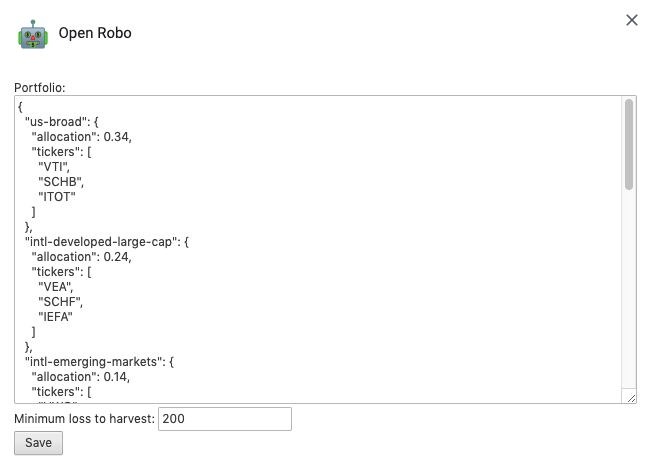 Open Robo
Portfolio:
{
"us-broad": {
"allocation": 0.34,
"tickers": [
"VTI",
"SCHB",
"ITOT"
]
},
"intl-developed-large-cap": {
"allocation": 0.24,
"tickers": [
"VEA",
"SCHF",
"IEFA"
]
},
"intl-emerging-markets": {
"allocation": 0.14,
"tickers": [
Minimum loss to harvest: 200
Save